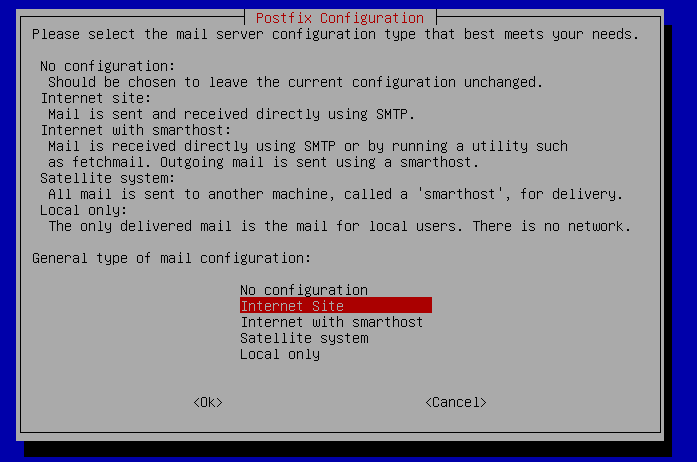 Postfix Configuration
Please select the mail server configuration type that best meets your needs.
No configuration:
Should be chosen to leave the current configuration unchanged.
Internet site:
Mail is sent and received directly using SMTP.
Internet with smarthost:
Mail is received directly using SMTP or by running a utility such
as fetchmail. Outgoing mail is sent using a smarthost.
Satellite system:
All mail is sent to another machine, called a 'smarthost', for delivery.
Local only:
The only delivered mail is the mail for local users. There is no network.
General type of mail configuration:
No configuration
Internet Site
Internet with smarthost
Satellite system
Local only
<Ok> <Cancel>